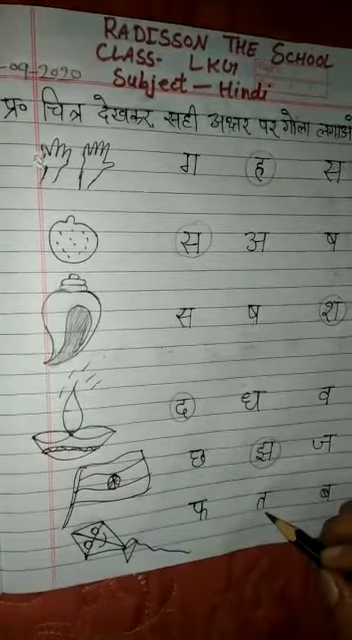 RADISSON THE SCHOOL
CLASS- LKG
-09-2020
Subject - Hindi
प्र० चित्र देखकर सही अक्षर पर गोला लगाओ
ग ह स
स अ ष
स ष श
द ध व
छ झ ज
फ त ब